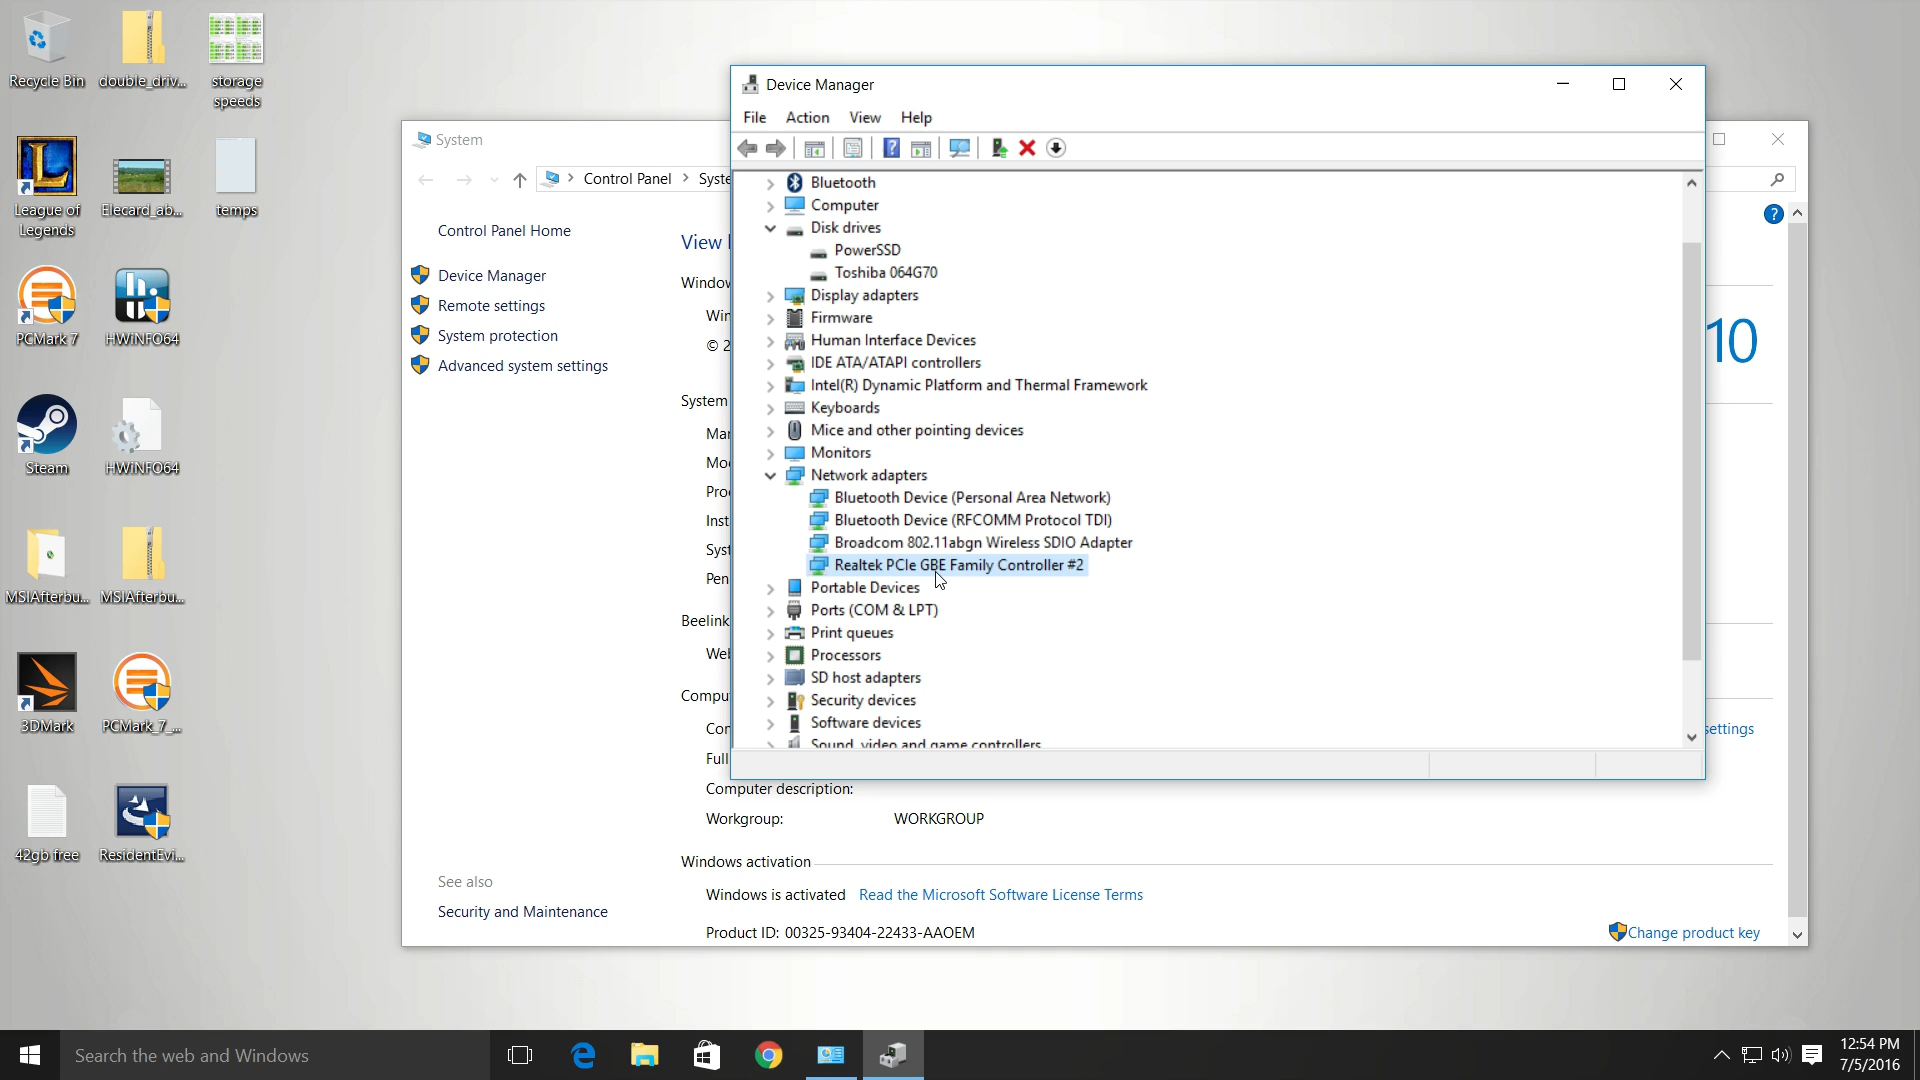 Recycle Bin
double_driv...
storage
speeds
League of
Legends
Elecard_ab...
temps
PCMark 7
HWiNFO64
Steam
HWiNFO64
MSIAfterbu...
MSIAfterbu...
3DMark
PCMark_7_...
42gb free
ResidentEvi...
System
Control Panel
Syste
Control Panel Home
Device Manager
Remote settings
System protection
Advanced system settings
See also
Security and Maintenance
View
Window
Win
© 2
10
System
Mar
Mo
Pro
Inst
Syst
Pen
Beelink
We
Compu
Con
Full
settings
Computer description:
Workgroup: WORKGROUP
Windows activation
Windows is activated Read the Microsoft Software License Terms
Product ID: 00325-93404-22433-AAOEM
Change product key
Device Manager
File Action View Help
Bluetooth
Computer
Disk drives
PowerSSD
Toshiba 064G70
Display adapters
Firmware
Human Interface Devices
IDE ATA/ATAPI controllers
Intel(R) Dynamic Platform and Thermal Framework
Keyboards
Mice and other pointing devices
Monitors
Network adapters
Bluetooth Device (Personal Area Network)
Bluetooth Device (RFCOMM Protocol TDI)
Broadcom 802.11abgn Wireless SDIO Adapter
Realtek PCIe GBE Family Controller #2
Portable Devices
Ports (COM & LPT)
Print queues
Processors
SD host adapters
Security devices
Software devices
Sound, video and game controllers
Search the web and Windows
12:54 PM
7/5/2016